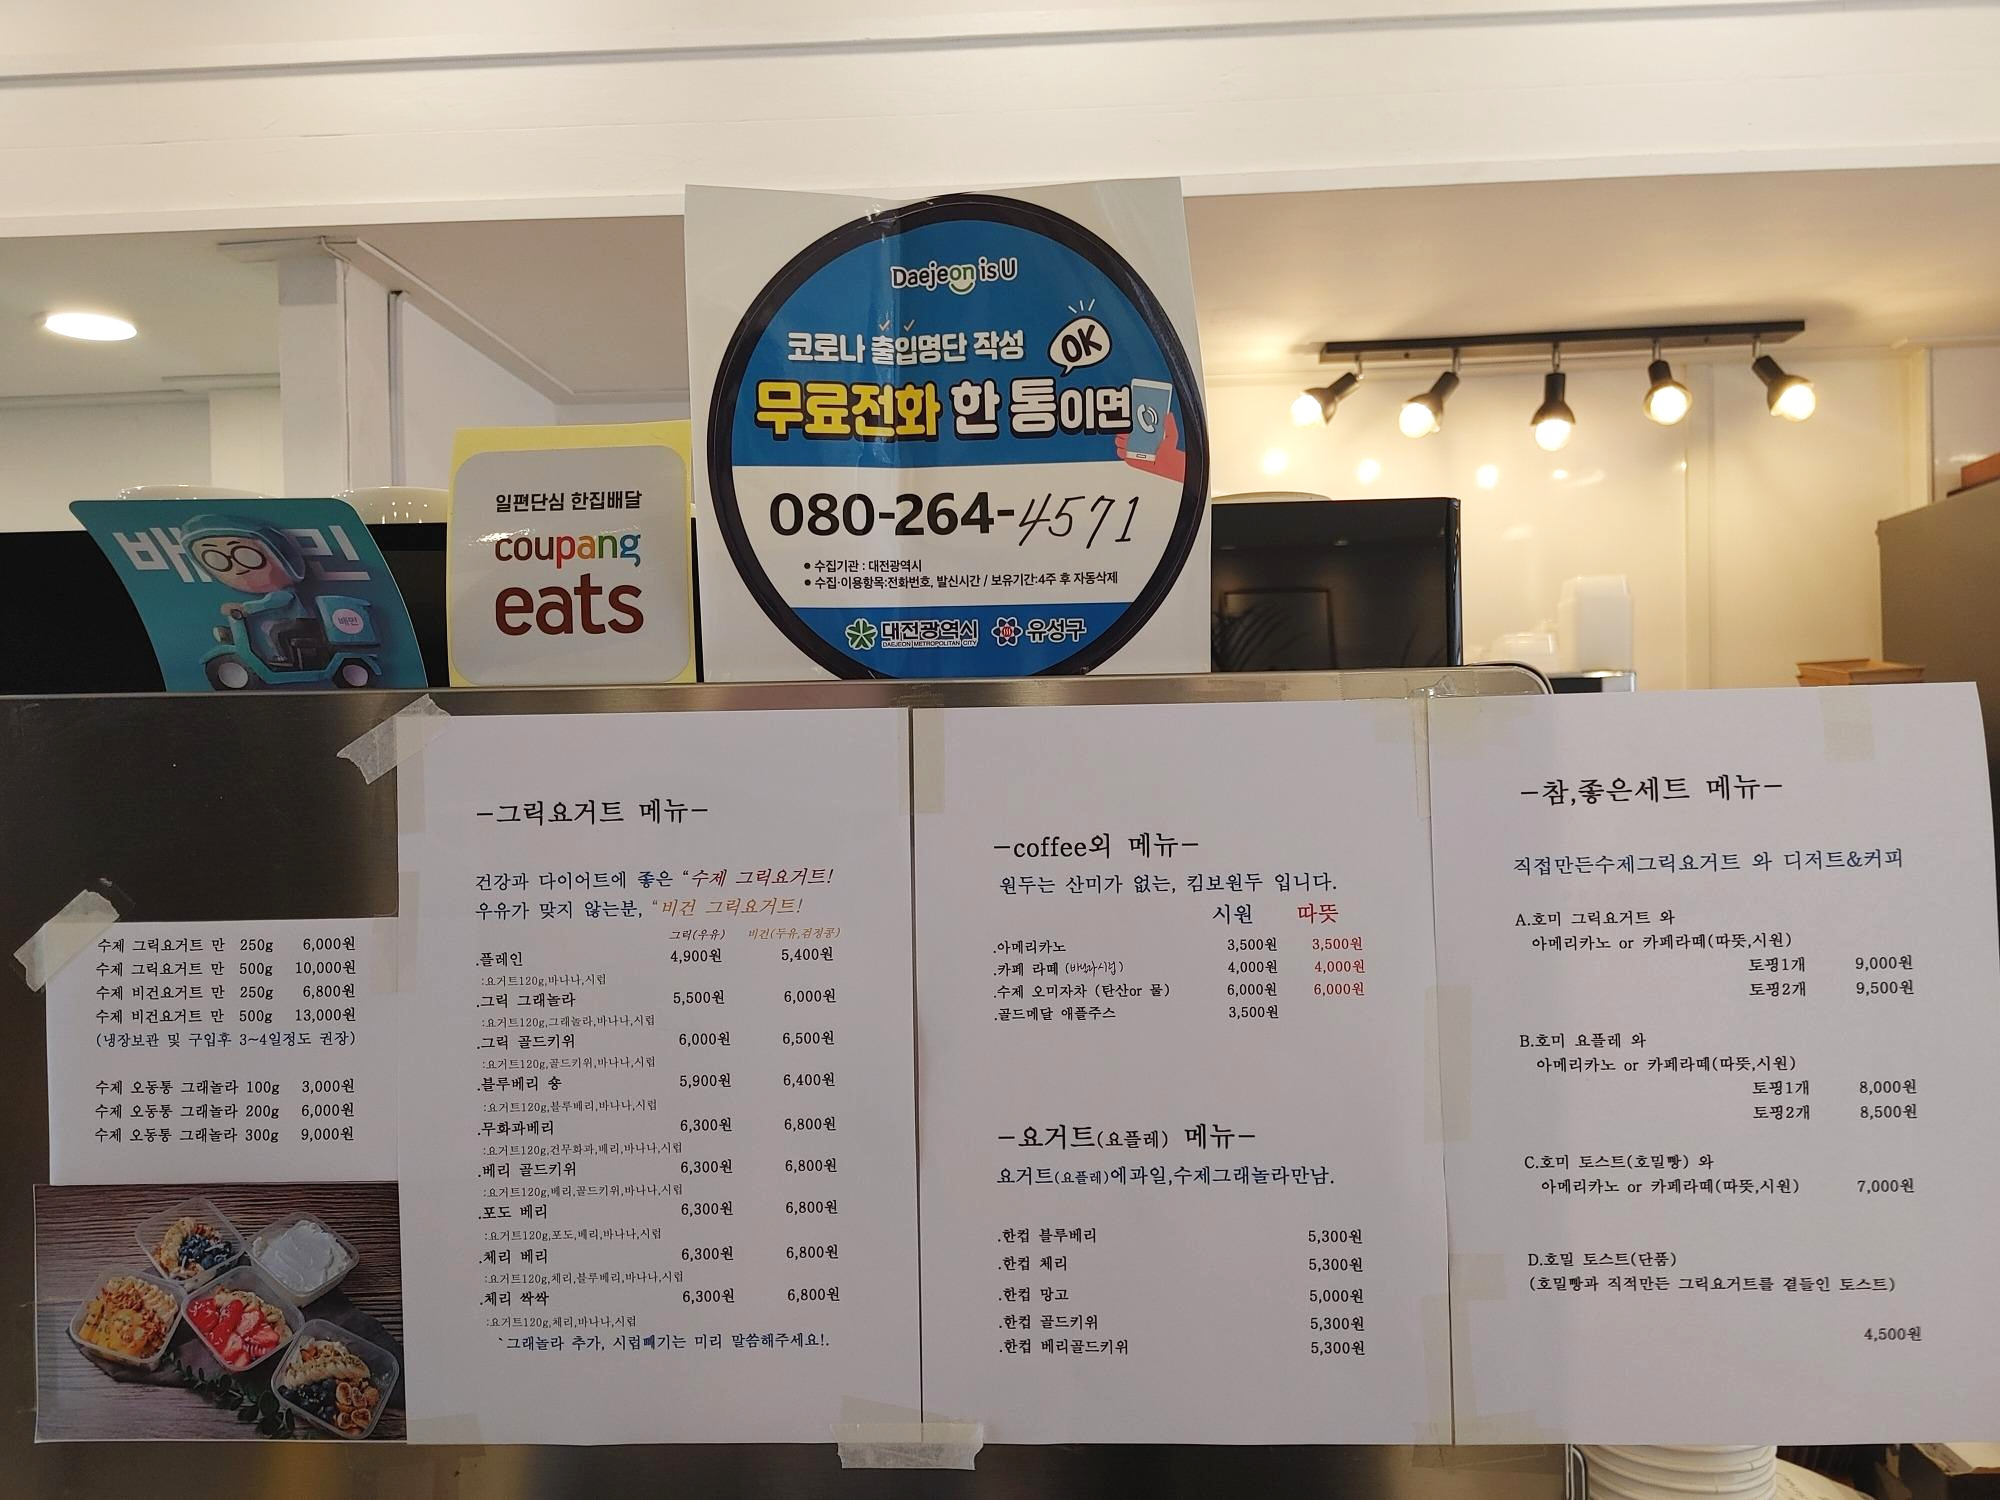 Daejeon is U
코로나 출입명단 작성
OK
무료전화 한 통이면
080-264-4571
● 수집기관 : 대전광역시
● 수집·이용항목:전화번호, 발신시간 / 보유기간:4주 후 자동삭제
대전광역시 유성구
DAEJEON METROPOLITAN CITY
배민
배민
일편단심 한집배달
coupang
eats
수제 그릭요거트 만 250g 6,000원
수제 그릭요거트 만 500g 10,000원
수제 비건요거트 만 250g 6,800원
수제 비건요거트 만 500g 13,000원
(냉장보관 및 구입후 3~4일정도 권장)
수제 오동통 그래놀라 100g 3,000원
수제 오동통 그래놀라 200g 6,000원
수제 오동통 그래놀라 300g 9,000원
-그릭요거트 메뉴-
건강과 다이어트에 좋은 “수제 그릭요거트!
우유가 맞지 않는분, “비건 그릭요거트!
그릭(우유) 비건(두유,검정콩)
.플레인 4,900원 5,400원
:요거트120g,바나나,시럽
.그릭 그래놀라 5,500원 6,000원
:요거트120g,그래놀라,바나나,시럽
.그릭 골드키위 6,000원 6,500원
:요거트120g,골드키위,바나나,시럽
.블루베리 숑 5,900원 6,400원
:요거트120g,블루베리,바나나,시럽
.무화과베리 6,300원 6,800원
:요거트120g,건무화과,베리,바나나,시럽
.베리 골드키위 6,300원 6,800원
:요거트120g,베리,골드키위,바나나,시럽
.포도 베리 6,300원 6,800원
:요거트120g,포도,베리,바나나,시럽
.체리 베리 6,300원 6,800원
:요거트120g,체리,블루베리,바나나,시럽
.체리 싹싹 6,300원 6,800원
:요거트120g,체리,바나나,시럽
`그래놀라 추가, 시럽빼기는 미리 말씀해주세요!.
-coffee외 메뉴-
원두는 산미가 없는, 킴보원두 입니다.
시원 따뜻
.아메리카노 3,500원 3,500원
.카페 라떼 (바닐라시럽) 4,000원 4,000원
.수제 오미자차 (탄산or 물) 6,000원 6,000원
.골드메달 애플주스 3,500원
-요거트(요플레) 메뉴-
요거트(요플레)에과일,수제그래놀라만남.
.한컵 블루베리 5,300원
.한컵 체리 5,300원
.한컵 망고 5,000원
.한컵 골드키위 5,300원
.한컵 베리골드키위 5,300원
-참,좋은세트 메뉴-
직접만든수제그릭요거트 와 디저트&커피
A.호미 그릭요거트 와
아메리카노 or 카페라떼(따뜻,시원)
토핑1개 9,000원
토핑2개 9,500원
B.호미 요플레 와
아메리카노 or 카페라떼(따뜻,시원)
토핑1개 8,000원
토핑2개 8,500원
C.호미 토스트(호밀빵) 와
아메리카노 or 카페라떼(따뜻,시원) 7,000원
D.호밀 토스트(단품)
(호밀빵과 직적만든 그릭요거트를 곁들인 토스트)
4,500원